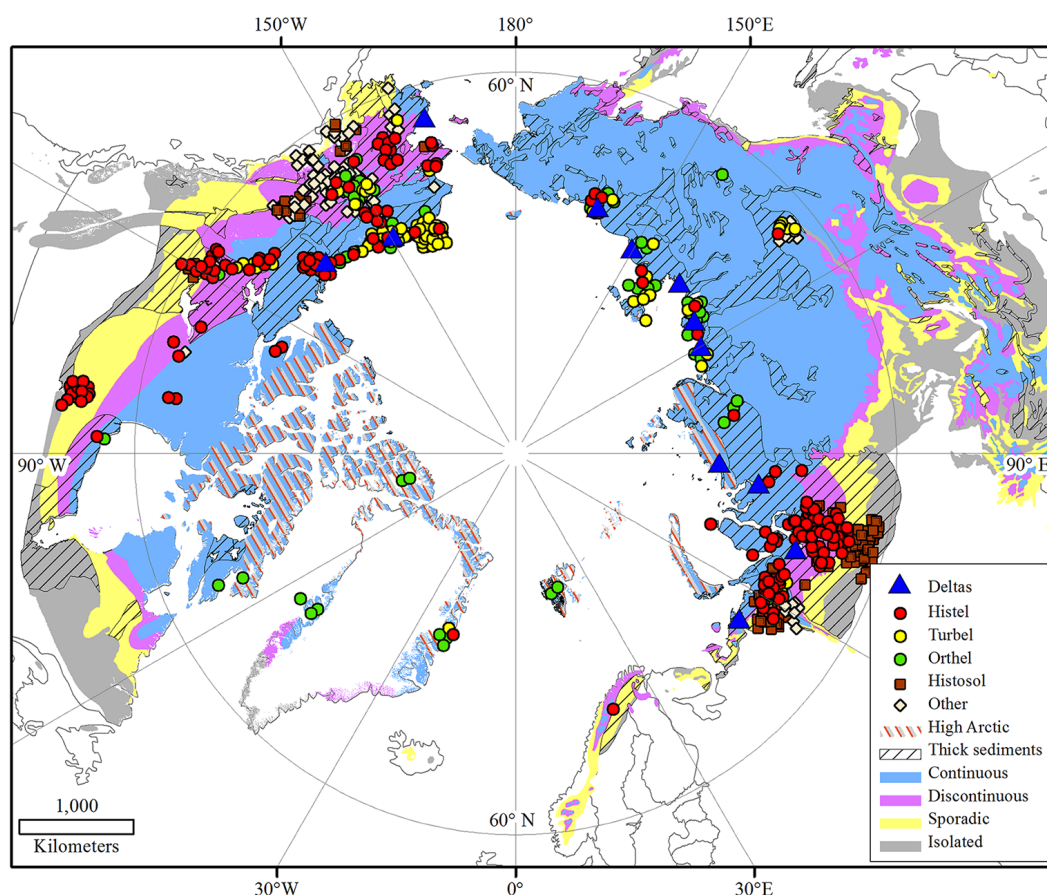 150°W
180°
150°E
60° N
90° W
90° E
Deltas
Histel
Turbel
Orthel
Histosol
Other
High Arctic
Thick sediments
Continuous
Discontinuous
Sporadic
Isolated
1,000
Kilometers
60° N
30°W
0°
30°E